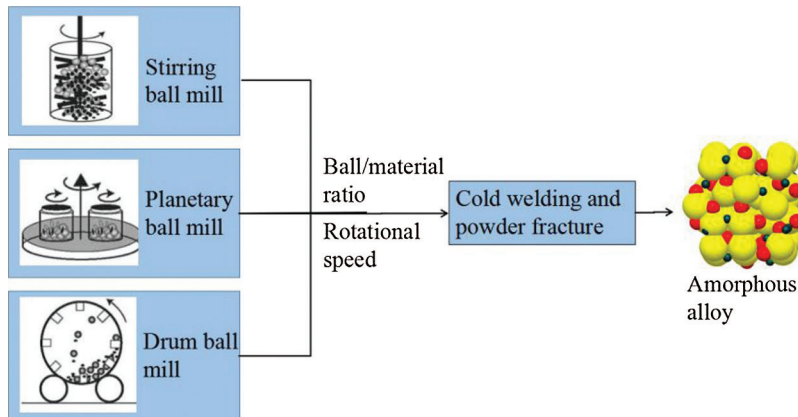 Stirring
ball mill
Planetary
ball mill
Drum ball
mill
Ball/material
ratio
Rotational
speed
Cold welding and
powder fracture
Amorphous
alloy